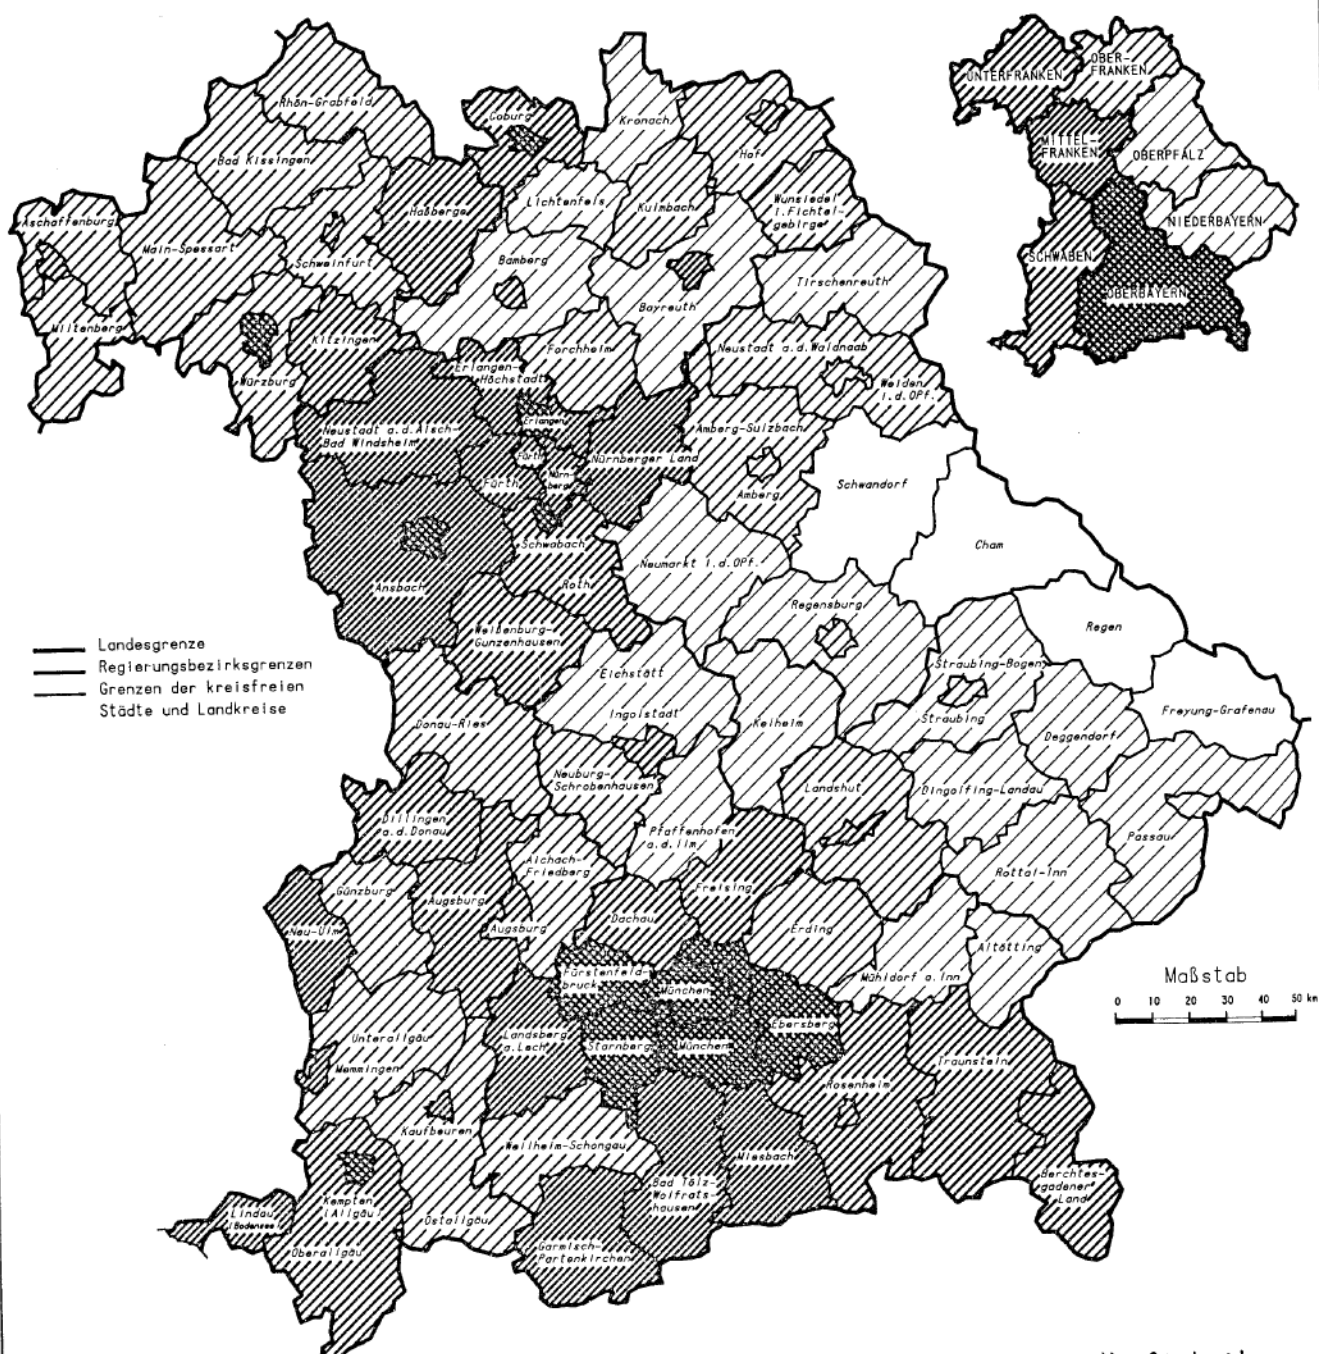 Rhön-Grabfeld
Coburg
Kronach
Hof
Bad Kissingen
Haßberge
Lichtenfels
Kulmbach
Wunsiedel
i.Fichtel-
gebirge
Aschaffenburg
Main-Spessart
Schweinfurt
Bamberg
Bayreuth
Tirschenreuth
Miltenberg
Würzburg
Kitzingen
Erlangen-
Höchstadt
Forchheim
Neustadt a.d.Waldnaab
Weiden
i.d.OPf.
Neustadt a.d.Aisch-
Bad Windsheim
Erlangen
Fürth
Fürth
Nürn-
berg
Nürnberger Land
Amberg-Sulzbach
Amberg
Schwandorf
Cham
Ansbach
Schwabach
Roth
Neumarkt i.d.OPf.
Regensburg
Regen
Weißenburg-
Gunzenhausen
Eichstätt
Ingolstadt
Kelheim
Straubing-Bogen
Straubing
Deggendorf
Freyung-Grafenau
Donau-Ries
Neuburg-
Schrobenhausen
Landshut
Dingolfing-Landau
Passau
Dillingen
a.d.Donau
Aichach-
Friedberg
Pfaffenhofen
a.d.Ilm
Rottal-Inn
Günzburg
Augsburg
Augsburg
Freising
Neu-Ulm
Dachau
Erding
Altötting
Mühldorf a.Inn
Fürstenfeld-
bruck
München
Ebersberg
Unterallgäu
Memmingen
Landsberg
a.Lech
Starnberg
München
Traunstein
Rosenheim
Kaufbeuren
Weilheim-Schongau
Miesbach
Berchtes-
gadener
Land
Lindau
(Bodensee)
Kempten
(Allgäu)
Oberallgäu
Ostallgäu
Garmisch-
Partenkirchen
Bad Tölz-
Wolfrats-
hausen
UNTERFRANKEN
OBER-
FRANKEN
MITTEL-
FRANKEN
OBERPFALZ
NIEDERBAYERN
SCHWABEN
OBERBAYERN
Landesgrenze
Regierungsbezirksgrenzen
Grenzen der kreisfreien
Städte und Landkreise
Maßstab
0 10 20 30 40 50 km